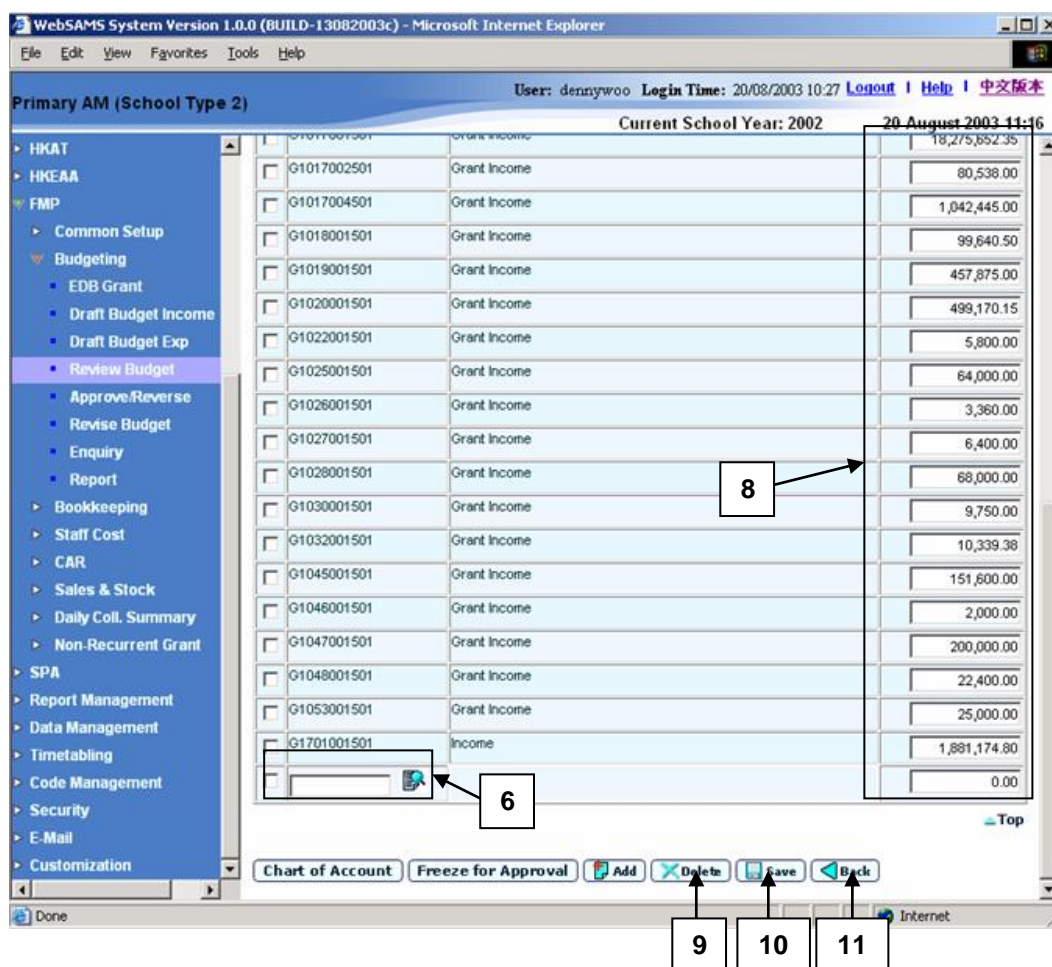 WebSAMS System Version 1.0.0 (BUILD-13082003c) - Microsoft Internet Explorer
File Edit View Favorites Tools Help
Primary AM (School Type 2)
User: dennywoo Login Time: 20/08/2003 10:27 Logout | Help | 中文版本
Current School Year: 2002 20 August 2003 11:16
HKAT
HKEAA
FMP
Common Setup
Budgeting
EDB Grant
Draft Budget Income
Draft Budget Exp
Review Budget
Approve/Reverse
Revise Budget
Enquiry
Report
Bookkeeping
Staff Cost
CAR
Sales & Stock
Daily Coll. Summary
Non-Recurrent Grant
SPA
Report Management
Data Management
Timetabling
Code Management
Security
E-Mail
Customization
Grant Income 18,275,652.35
G1017002501 Grant Income 80,538.00
G1017004501 Grant Income 1,042,445.00
G1018001501 Grant Income 99,640.50
G1019001501 Grant Income 457,875.00
G1020001501 Grant Income 499,170.15
G1022001501 Grant Income 5,800.00
G1025001501 Grant Income 64,000.00
G1026001501 Grant Income 3,360.00
G1027001501 Grant Income 6,400.00
G1028001501 Grant Income 68,000.00
G1030001501 Grant Income 9,750.00
G1032001501 Grant Income 10,339.38
G1045001501 Grant Income 151,600.00
G1046001501 Grant Income 2,000.00
G1047001501 Grant Income 200,000.00
G1048001501 Grant Income 22,400.00
G1053001501 Grant Income 25,000.00
G1701001501 Income 1,881,174.80
0.00
8
6
Top
Chart of Account Freeze for Approval Add Delete Save Back
Done Internet
9 10 11